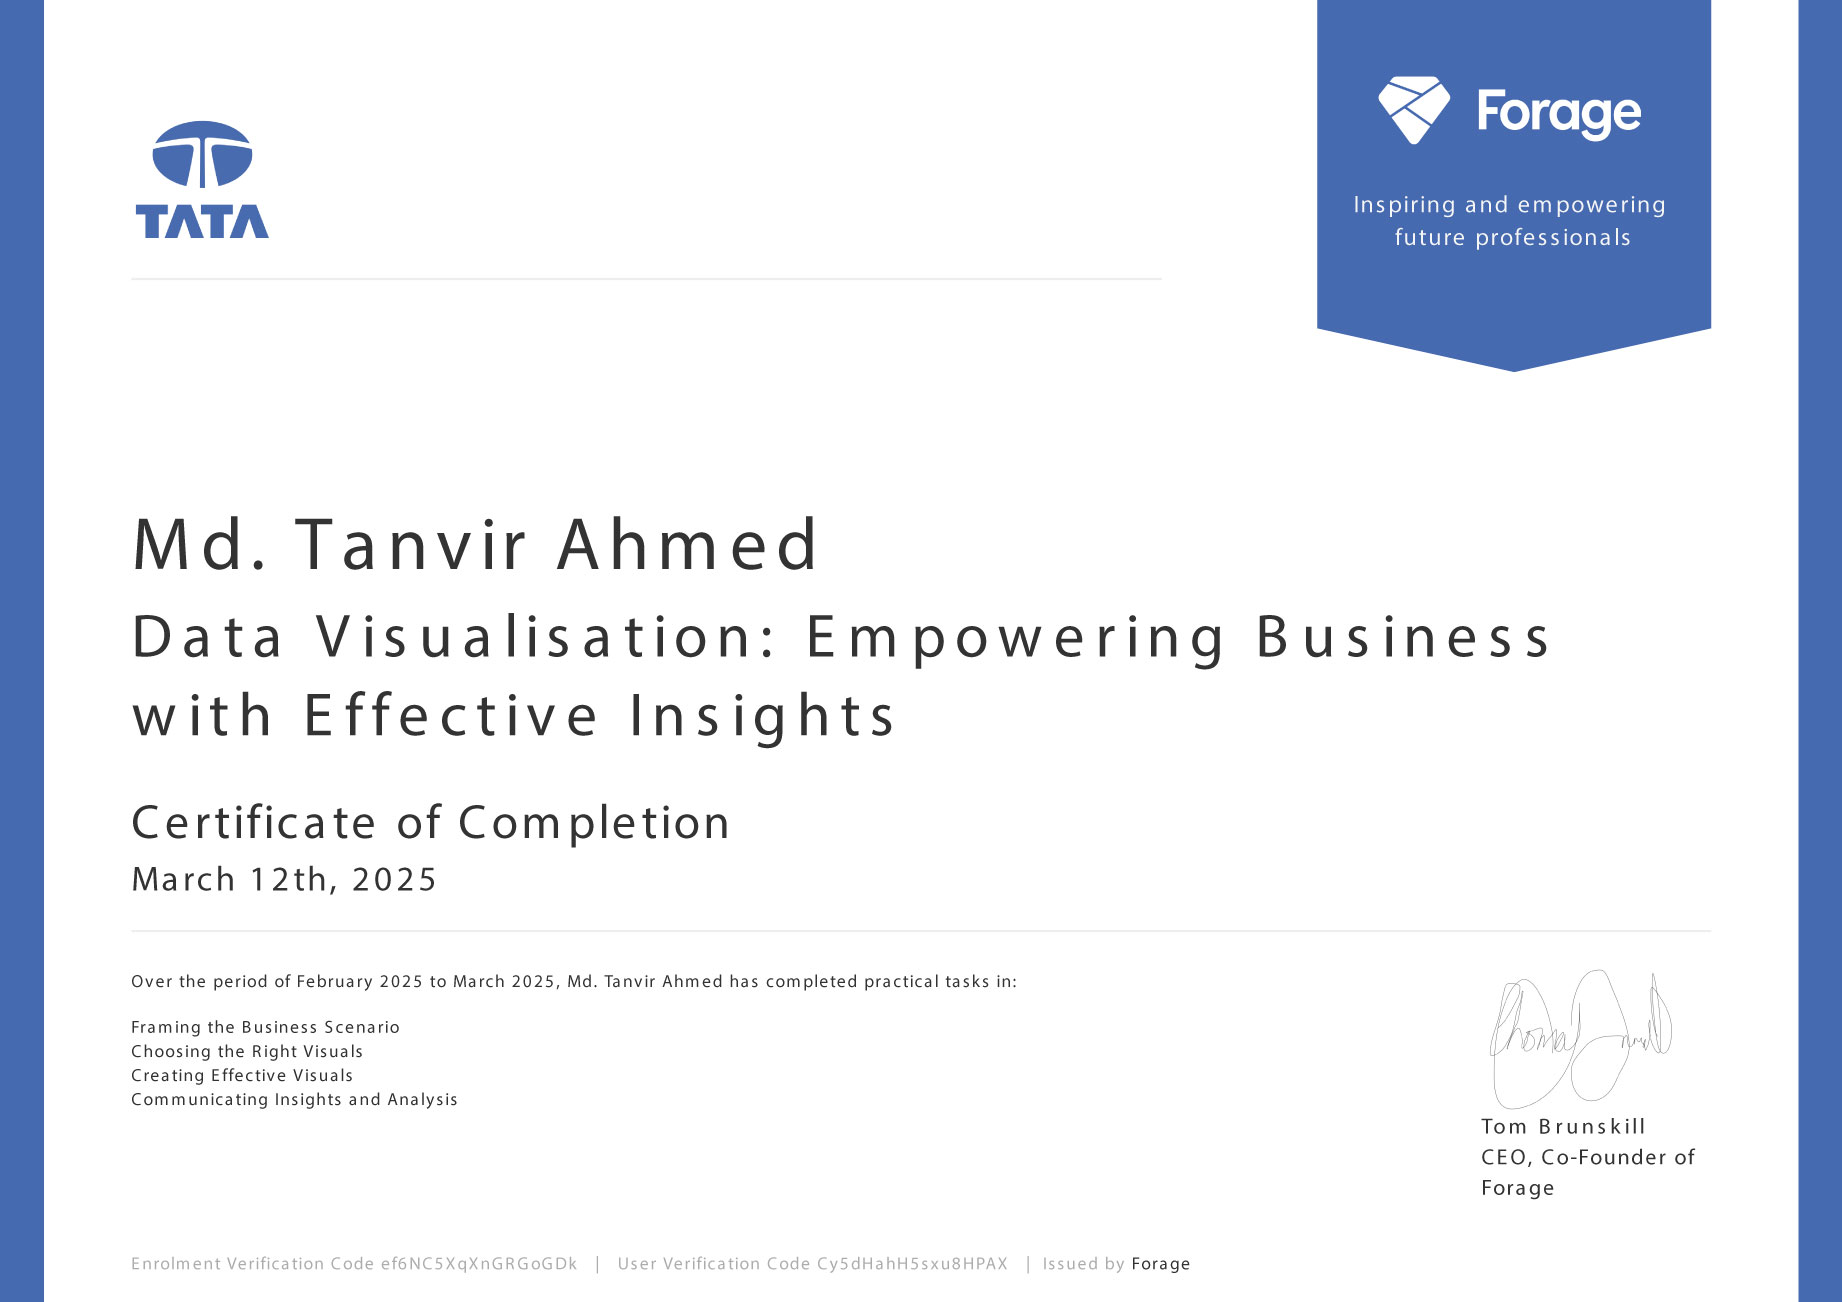 TATA
Forage
Inspiring and empowering
future professionals
Md. Tanvir Ahmed
Data Visualisation: Empowering Business
with Effective Insights
Certificate of Completion
March 12th, 2025
Over the period of February 2025 to March 2025, Md. Tanvir Ahmed has completed practical tasks in:
Framing the Business Scenario
Choosing the Right Visuals
Creating Effective Visuals
Communicating Insights and Analysis
Tom Brunskill
CEO, Co-Founder of
Forage
Enrolment Verification Code ef6NC5XqXnGRGoGDk | User Verification Code Cy5dHahH5sxu8HPAX | Issued by Forage